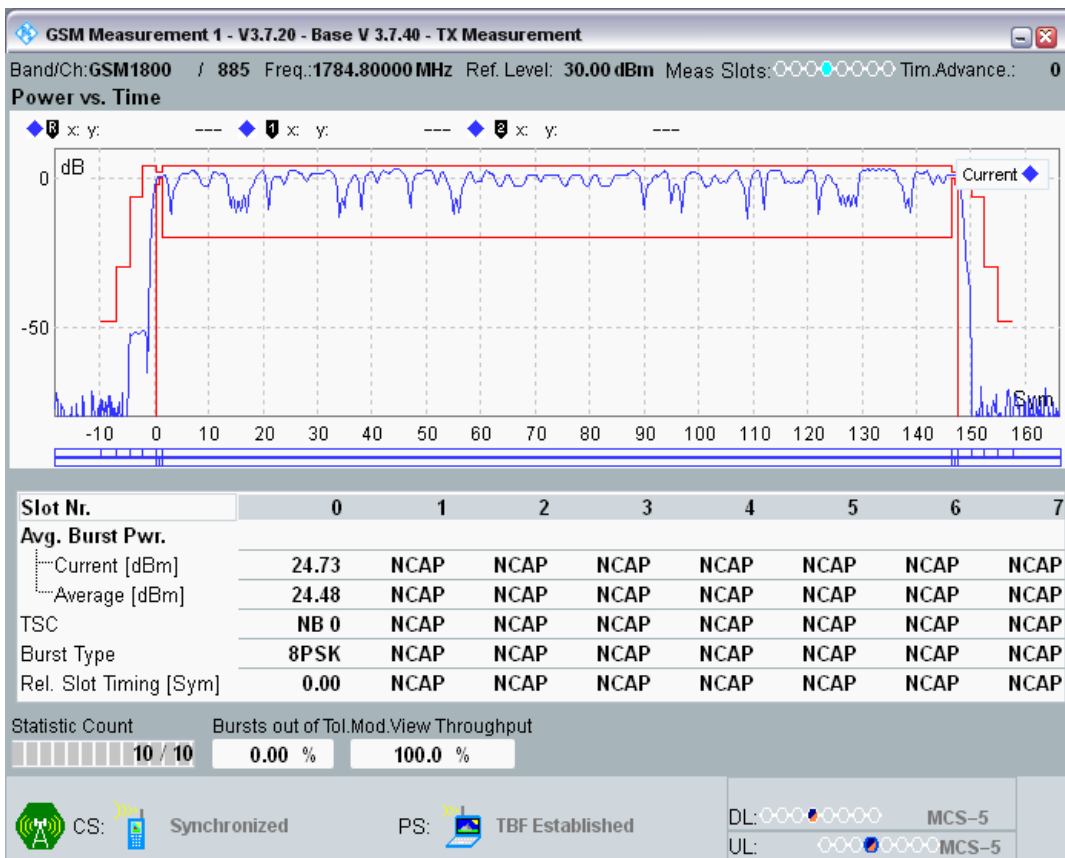 GSM Measurement 1 - V3.7.20 - Base V 3.7.40 - TX Measurement
Band/Ch:GSM1800 / 885 Freq.:1784.80000 MHz Ref. Level: 30.00 dBm Meas Slots: Tim.Advance.: 0
Power vs. Time
R x: y: --- 1 x: y: --- 2 x: y: ---
dB
Current
0
-50
Sym
-10 0 10 20 30 40 50 60 70 80 90 100 110 120 130 140 150 160
Slot Nr. 0 1 2 3 4 5 6 7
Avg. Burst Pwr.
Current [dBm] 24.73 NCAP NCAP NCAP NCAP NCAP NCAP NCAP
Average [dBm] 24.48 NCAP NCAP NCAP NCAP NCAP NCAP NCAP
TSC NB 0 NCAP NCAP NCAP NCAP NCAP NCAP NCAP
Burst Type 8PSK NCAP NCAP NCAP NCAP NCAP NCAP NCAP
Rel. Slot Timing [Sym] 0.00 NCAP NCAP NCAP NCAP NCAP NCAP NCAP
Statistic Count Bursts out of Tol.Mod.View Throughput
10 / 10 0.00 % 100.0 %
CS: Synchronized PS: TBF Established DL: MCS-5
UL: MCS-5